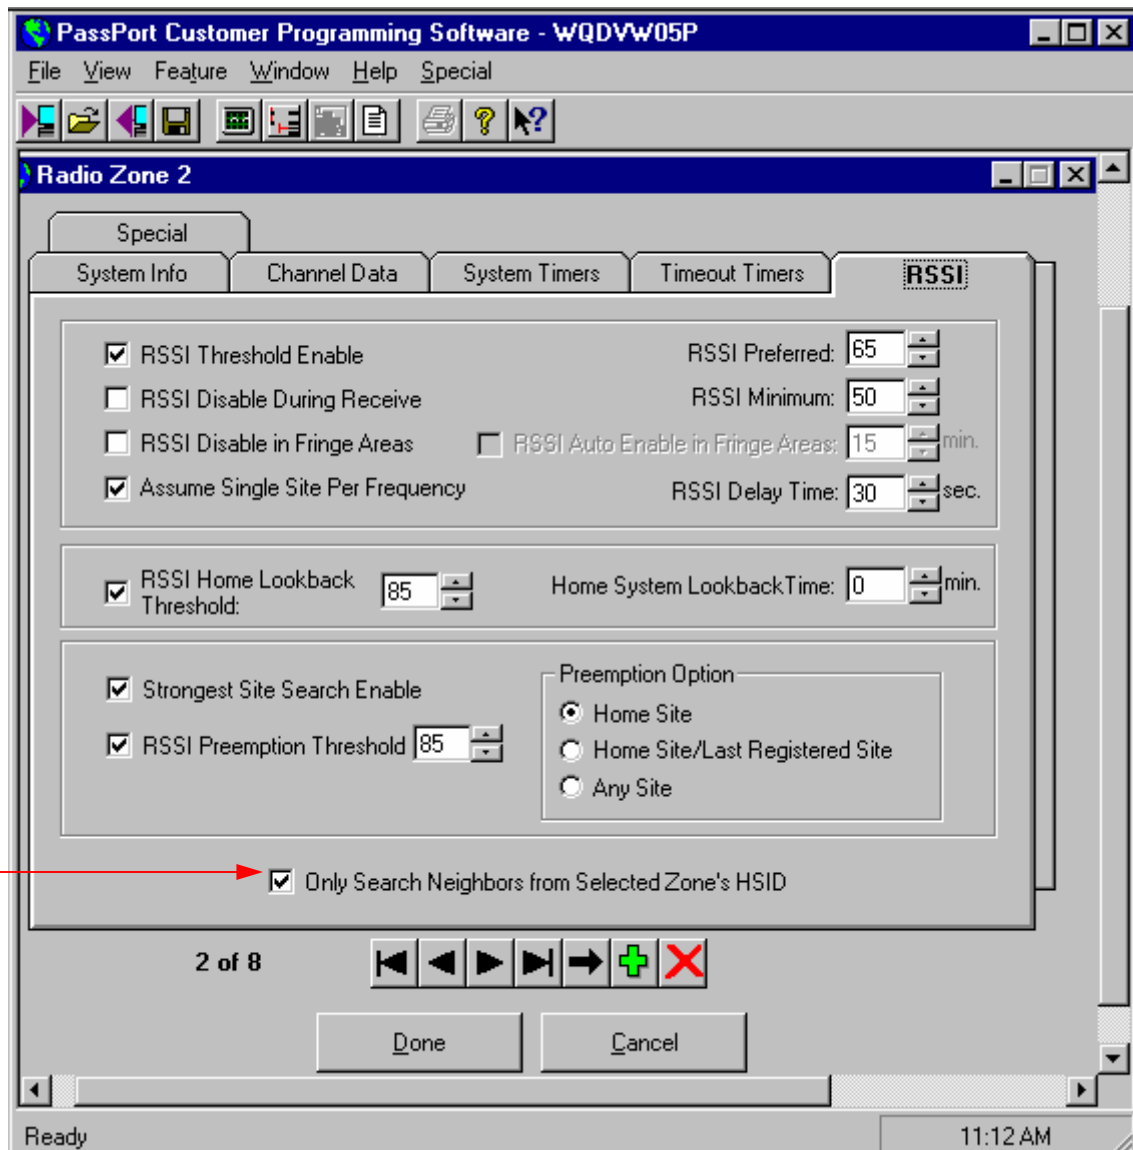 PassPort Customer Programming Software - WQDVW05P
File View Feature Window Help Special
Radio Zone 2
Special
System Info Channel Data System Timers Timeout Timers RSSI
RSSI Threshold Enable RSSI Preferred: 65
RSSI Disable During Receive RSSI Minimum: 50
RSSI Disable in Fringe Areas RSSI Auto Enable in Fringe Areas: 15 min.
Assume Single Site Per Frequency RSSI Delay Time: 30 sec.
RSSI Home Lookback Threshold: 85 Home System LookbackTime: 0 min.
Strongest Site Search Enable
RSSI Preemption Threshold 85
Preemption Option
Home Site
Home Site/Last Registered Site
Any Site
Only Search Neighbors from Selected Zone's HSID
2 of 8
Done Cancel
Ready 11:12 AM